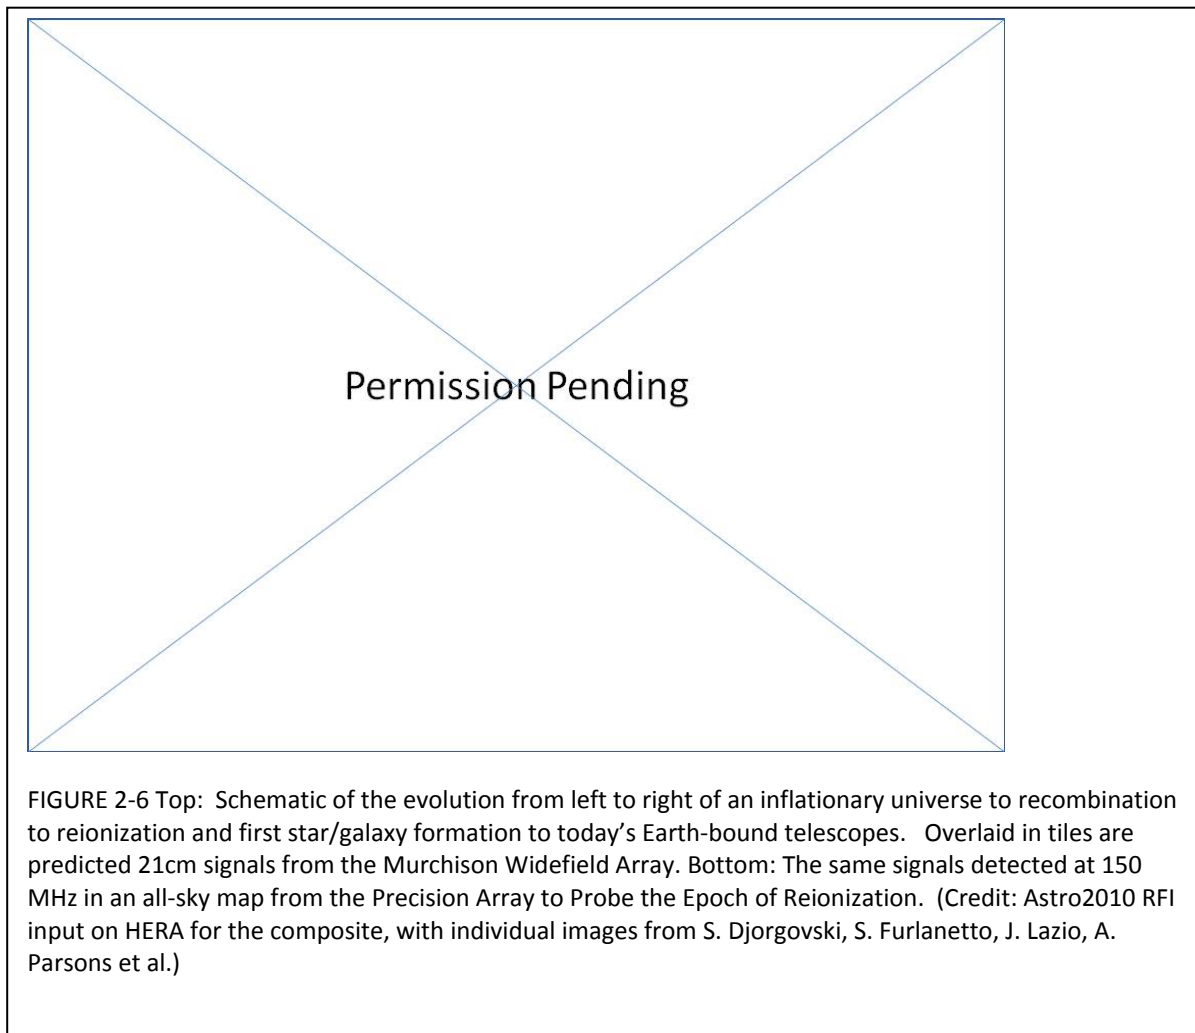 Permission Pending
FIGURE 2-6 Top:  Schematic of the evolution from left to right of an inflationary universe to recombination
to reionization and first star/galaxy formation to today’s Earth-bound telescopes.   Overlaid in tiles are
predicted 21cm signals from the Murchison Widefield Array. Bottom: The same signals detected at 150
MHz in an all-sky map from the Precision Array to Probe the Epoch of Reionization.  (Credit: Astro2010 RFI
input on HERA for the composite, with individual images from S. Djorgovski, S. Furlanetto, J. Lazio, A.
Parsons et al.)